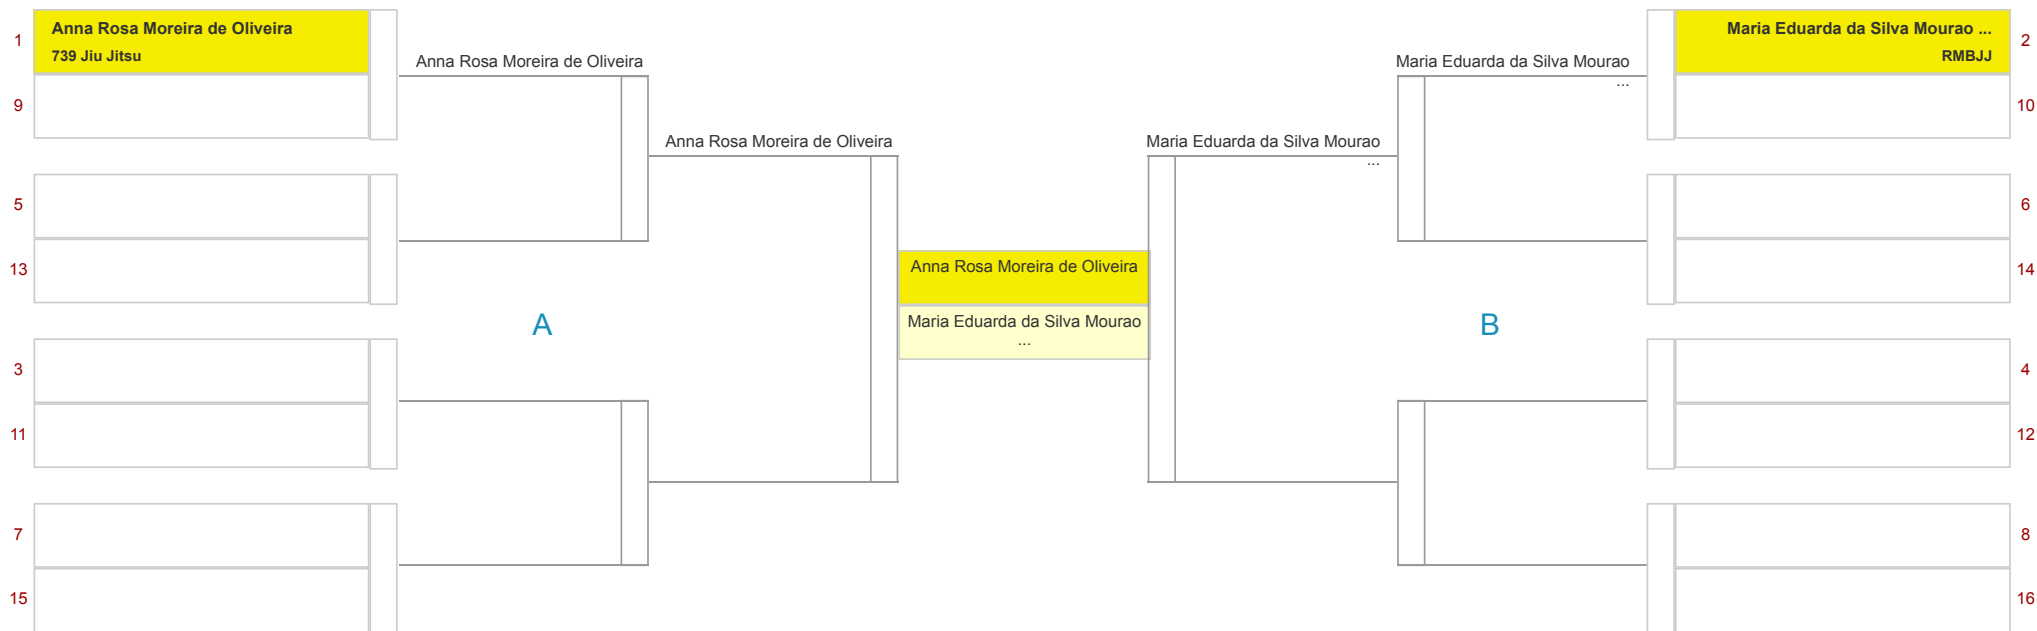 1
Anna Rosa Moreira de Oliveira
739 Jiu Jitsu
9
5
13
3
11
7
15
Anna Rosa Moreira de Oliveira
Anna Rosa Moreira de Oliveira
A
Anna Rosa Moreira de Oliveira
Maria Eduarda da Silva Mourao
...
Maria Eduarda da Silva Mourao
...
Maria Eduarda da Silva Mourao
...
B
Maria Eduarda da Silva Mourao ...
RMBJJ
2
10
6
14
4
12
8
16